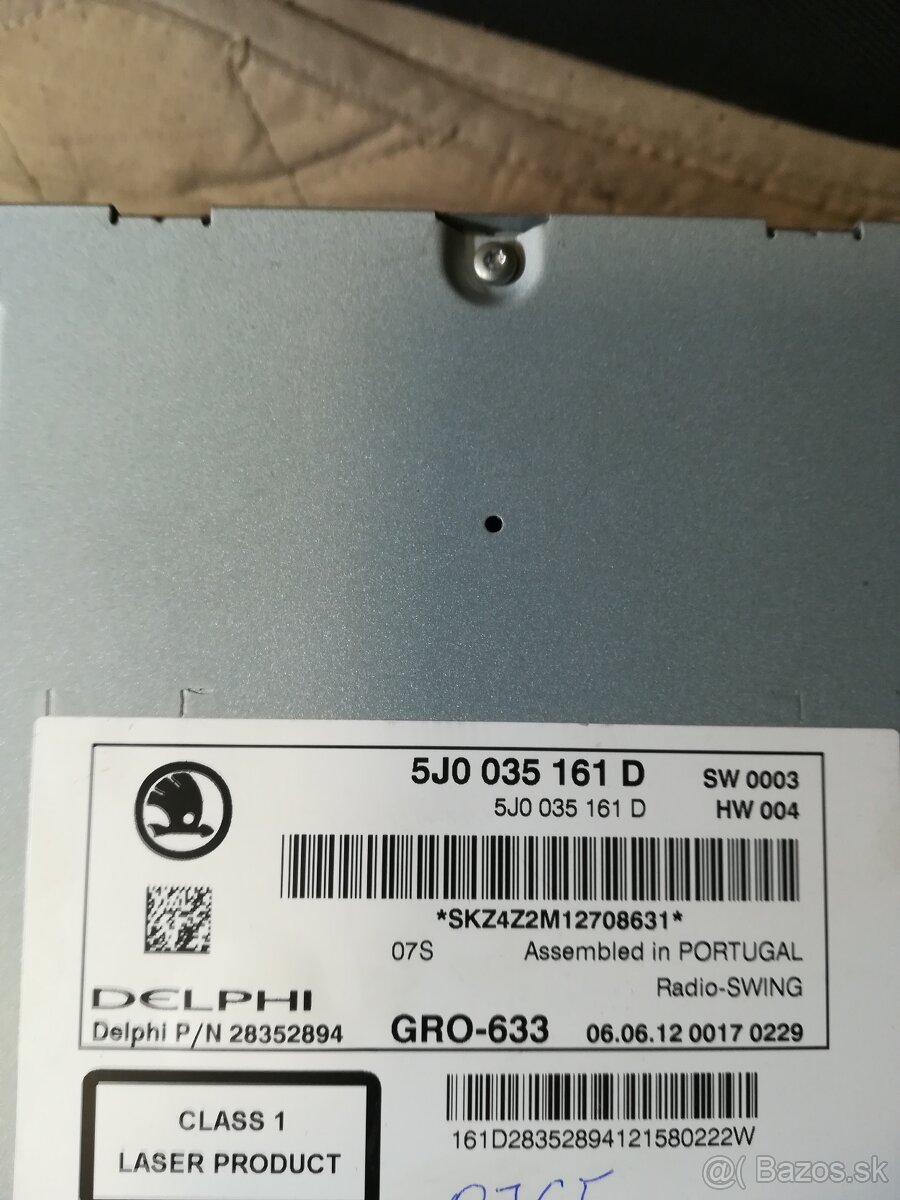 5J0 035 161 D SW 0003
5J0 035 161 D HW 004
*SKZ4Z2M12708631*
07S Assembled in PORTUGAL
Radio-SWING
DELPHI
Delphi P/N 28352894 GRO-633 06.06.12 0017 0229
CLASS 1
LASER PRODUCT
161D28352894121580222W
@( Bazos.sk